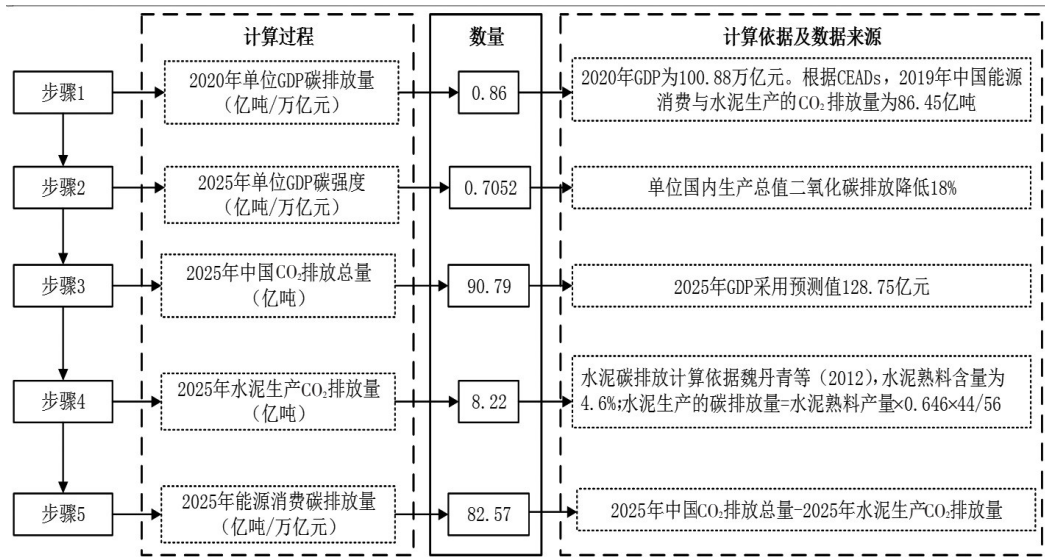 计算过程
数量
计算依据及数据来源
步骤1
2020年单位GDP碳排放量
(亿吨/万亿元)
0.86
2020年GDP为100.88万亿元。根据CEADs,2019年中国能源
消费与水泥生产的CO₂排放量为86.45亿吨
步骤2
2025年单位GDP碳强度
(亿吨/万亿元)
0.7052
单位国内生产总值二氧化碳排放降低18%
步骤3
2025年中国CO₂排放总量
(亿吨)
90.79
2025年GDP采用预测值128.75亿元
步骤4
2025年水泥生产CO₂排放量
(亿吨)
8.22
水泥碳排放计算依据魏丹青等(2012),水泥熟料含量为
4.6%;水泥生产的碳排放量=水泥熟料产量×0.646×44/56
步骤5
2025年能源消费碳排放量
(亿吨/万亿元)
82.57
2025年中国CO₂排放总量-2025年水泥生产CO₂排放量